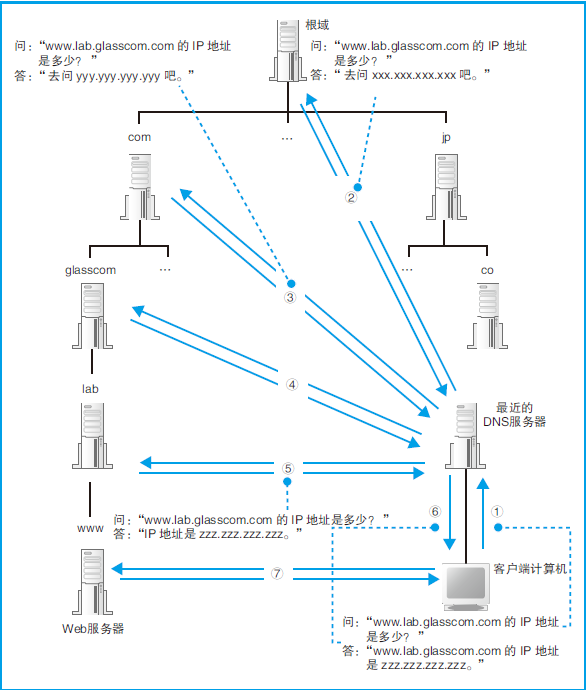 根域
问：“www.lab.glasscom.com 的 IP 地址
是多少？ ”
答：“去问 yyy.yyy.yyy.yyy 吧。”
问：“www.lab.glasscom.com 的 IP 地址
是多少？ ”
答：“ 去问 xxx.xxx.xxx.xxx 吧。”
com
…
jp
②
glasscom
…
…
co
③
④
lab
最近的
DNS服务器
⑤
⑥
①
问：“www.lab.glasscom.com 的 IP 地址是多少？ ”
答：“IP 地址是 zzz.zzz.zzz.zzz。”
www
⑦
客户端计算机
Web服务器
问：“www.lab.glasscom.com 的 IP 地址
是多少？ ”
答：“www.lab.glasscom.com 的 IP 地址
是 zzz.zzz.zzz.zzz。”